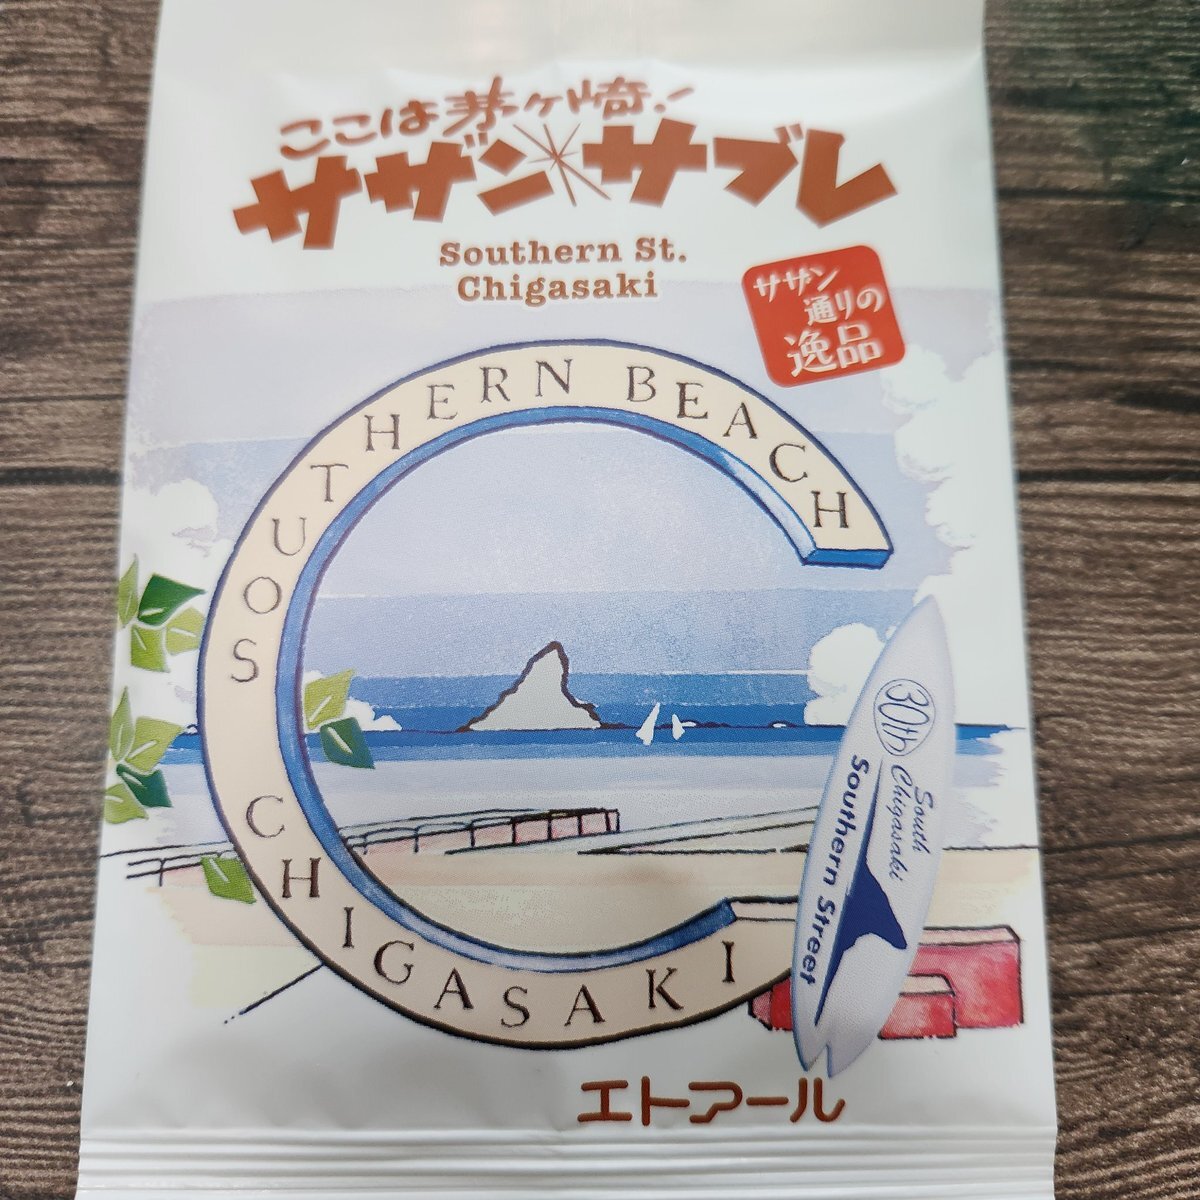 ここは茅ヶ崎!
サザンサブレ
Southern St.
Chigasaki
サザン
通りの
逸品
SOUTHERN BEACH
CHIGASAKI
30th
South
Chigasaki
Southern Street
エトアール